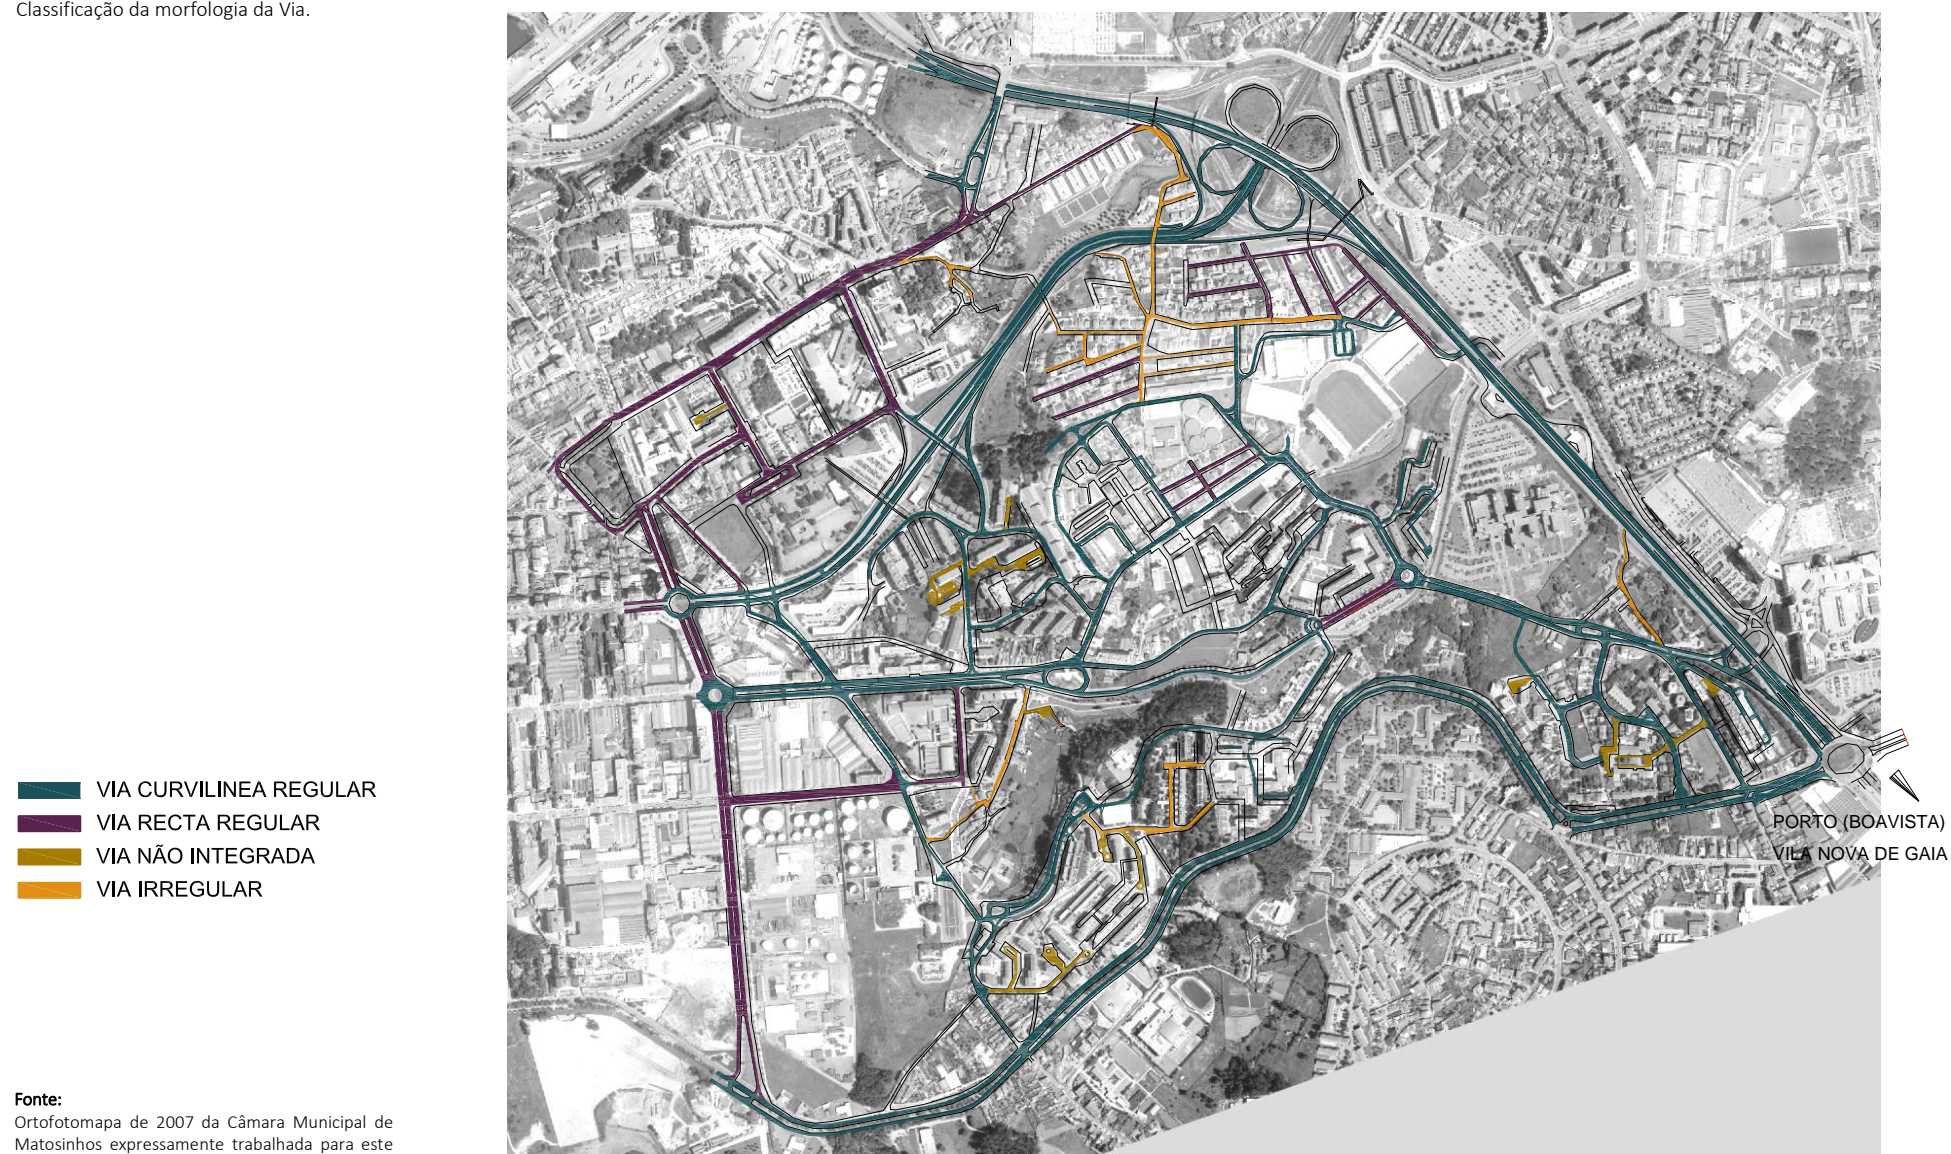 Classificação da morfologia da Via.
VIA CURVILINEA REGULAR
VIA RECTA REGULAR
VIA NÃO INTEGRADA
VIA IRREGULAR
PORTO (BOAVISTA)
VILA NOVA DE GAIA
Fonte:
Ortofotomapa de 2007 da Câmara Municipal de
Matosinhos expressamente trabalhada para este